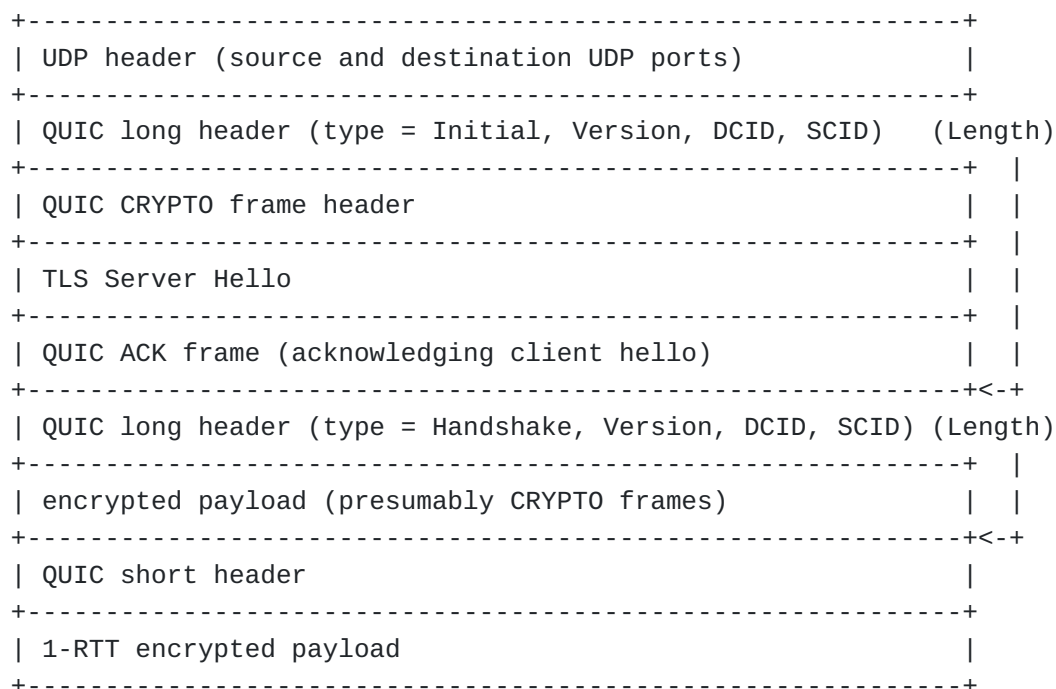 +------------------------------------------------------------+
| UDP header (source and destination UDP ports)              |
+------------------------------------------------------------+
| QUIC long header (type = Initial, Version, DCID, SCID)   (Length)
+------------------------------------------------------------+  |
| QUIC CRYPTO frame header                                   |  |
+------------------------------------------------------------+  |
| TLS Server Hello                                           |  |
+------------------------------------------------------------+  |
| QUIC ACK frame (acknowledging client hello)                |  |
+------------------------------------------------------------+<-+
| QUIC long header (type = Handshake, Version, DCID, SCID) (Length)
+------------------------------------------------------------+  |
| encrypted payload (presumably CRYPTO frames)               |  |
+------------------------------------------------------------+<-+
| QUIC short header                                          |
+------------------------------------------------------------+
| 1-RTT encrypted payload                                    |
+------------------------------------------------------------+